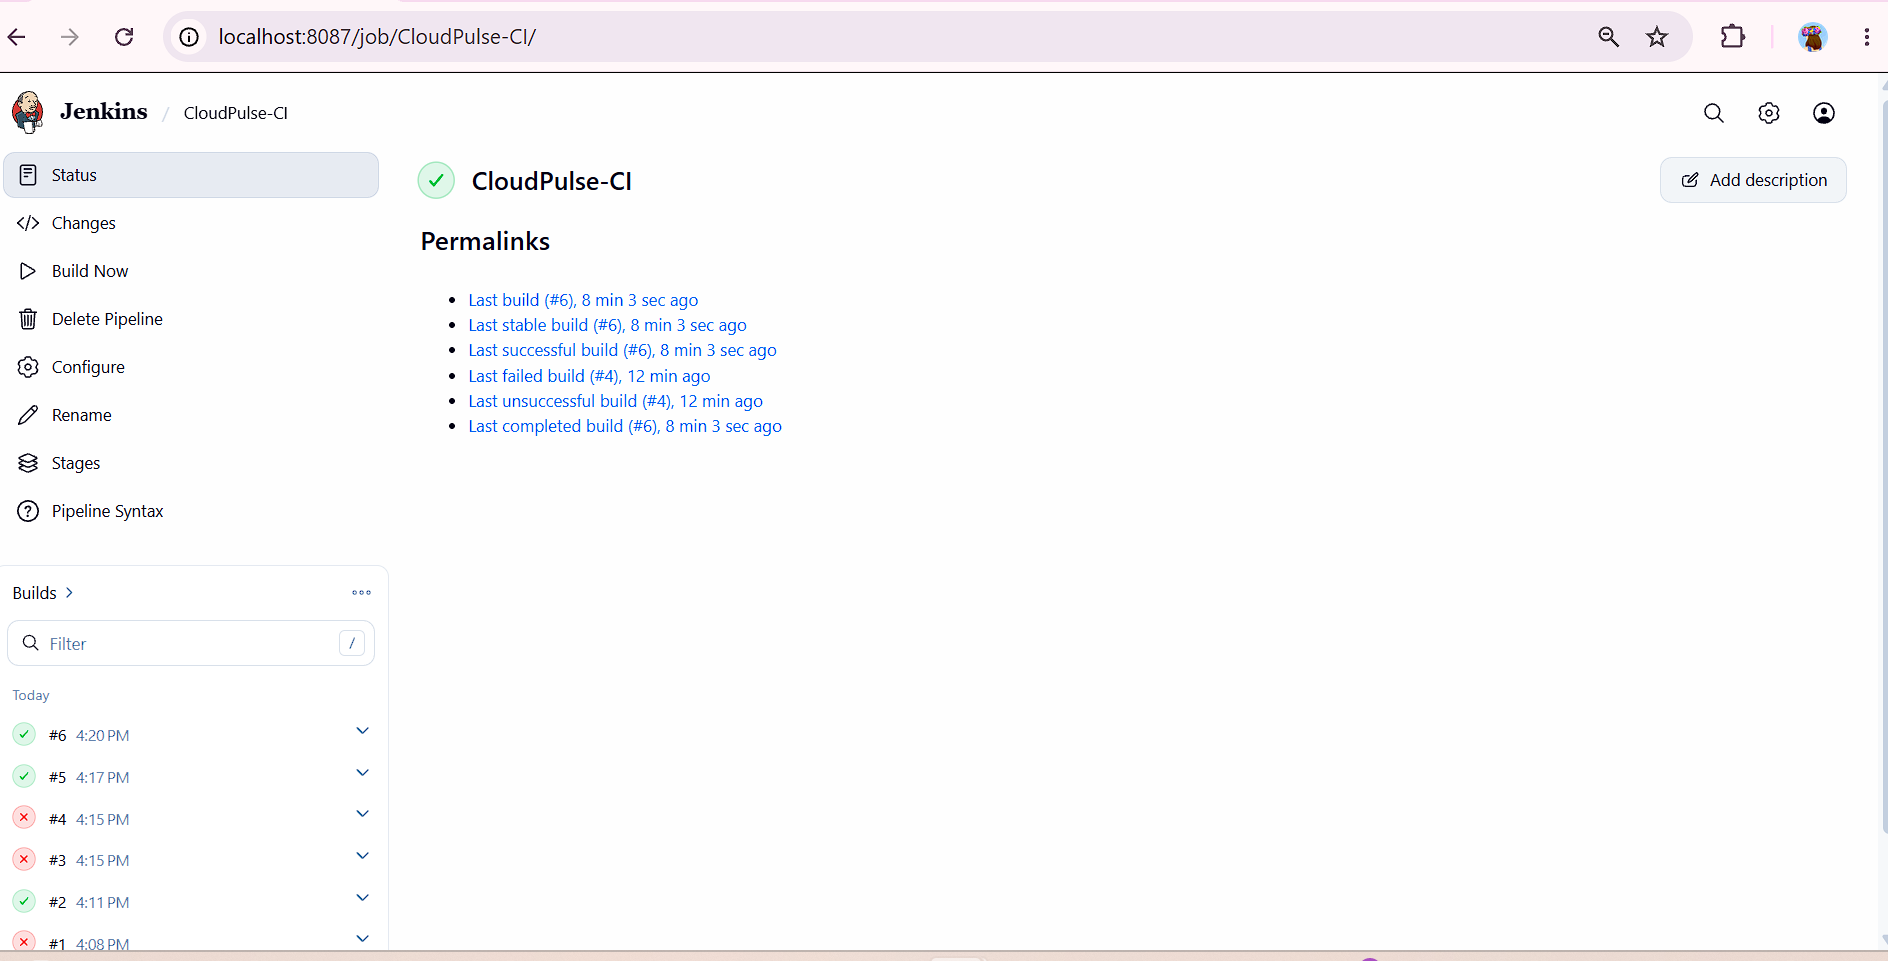 localhost:8087/job/CloudPulse-CI/
Jenkins / CloudPulse-CI
Status
Changes
Build Now
Delete Pipeline
Configure
Rename
Stages
Pipeline Syntax
CloudPulse-CI
Add description
Permalinks
Last build (#6), 8 min 3 sec ago
Last stable build (#6), 8 min 3 sec ago
Last successful build (#6), 8 min 3 sec ago
Last failed build (#4), 12 min ago
Last unsuccessful build (#4), 12 min ago
Last completed build (#6), 8 min 3 sec ago
Builds
Filter /
Today
#6 4:20 PM
#5 4:17 PM
#4 4:15 PM
#3 4:15 PM
#2 4:11 PM
#1 4:08 PM